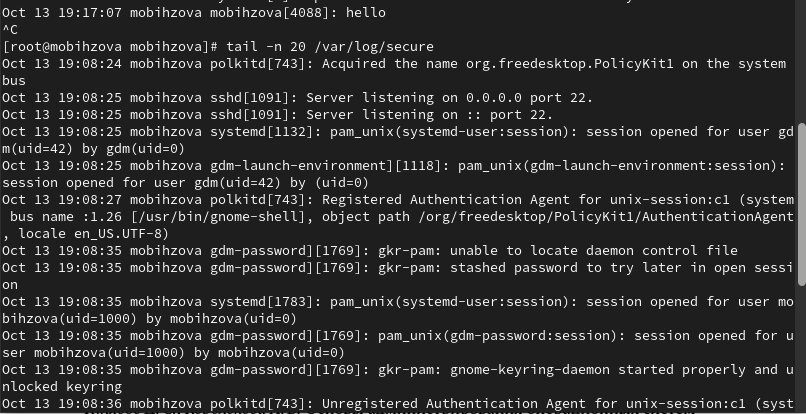 Oct 13 19:17:07 mobihzova mobihzova[4088]: hello
^C
[root@mobihzova mobihzova]# tail -n 20 /var/log/secure
Oct 13 19:08:24 mobihzova polkitd[743]: Acquired the name org.freedesktop.PolicyKit1 on the system
bus
Oct 13 19:08:25 mobihzova sshd[1091]: Server listening on 0.0.0.0 port 22.
Oct 13 19:08:25 mobihzova sshd[1091]: Server listening on :: port 22.
Oct 13 19:08:25 mobihzova systemd[1132]: pam_unix(systemd-user:session): session opened for user gd
m(uid=42) by gdm(uid=0)
Oct 13 19:08:25 mobihzova gdm-launch-environment][1118]: pam_unix(gdm-launch-environment:session):
session opened for user gdm(uid=42) by (uid=0)
Oct 13 19:08:27 mobihzova polkitd[743]: Registered Authentication Agent for unix-session:c1 (system
bus name :1.26 [/usr/bin/gnome-shell], object path /org/freedesktop/PolicyKit1/AuthenticationAgent
, locale en_US.UTF-8)
Oct 13 19:08:35 mobihzova gdm-password][1769]: gkr-pam: unable to locate daemon control file
Oct 13 19:08:35 mobihzova gdm-password][1769]: gkr-pam: stashed password to try later in open sessi
on
Oct 13 19:08:35 mobihzova systemd[1783]: pam_unix(systemd-user:session): session opened for user mo
bihzova(uid=1000) by mobihzova(uid=0)
Oct 13 19:08:35 mobihzova gdm-password][1769]: pam_unix(gdm-password:session): session opened for u
ser mobihzova(uid=1000) by mobihzova(uid=0)
Oct 13 19:08:35 mobihzova gdm-password][1769]: gkr-pam: gnome-keyring-daemon started properly and u
nlocked keyring
Oct 13 19:08:36 mobihzova polkitd[743]: Unregistered Authentication Agent for unix-session:c1 (syst